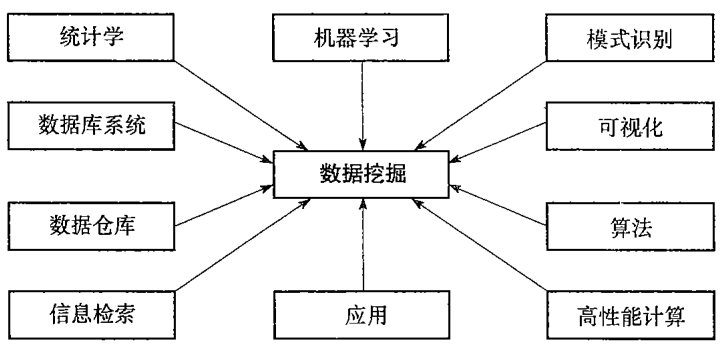 统计学
机器学习
模式识别
数据库系统
可视化
数据挖掘
数据仓库
算法
信息检索
应用
高性能计算